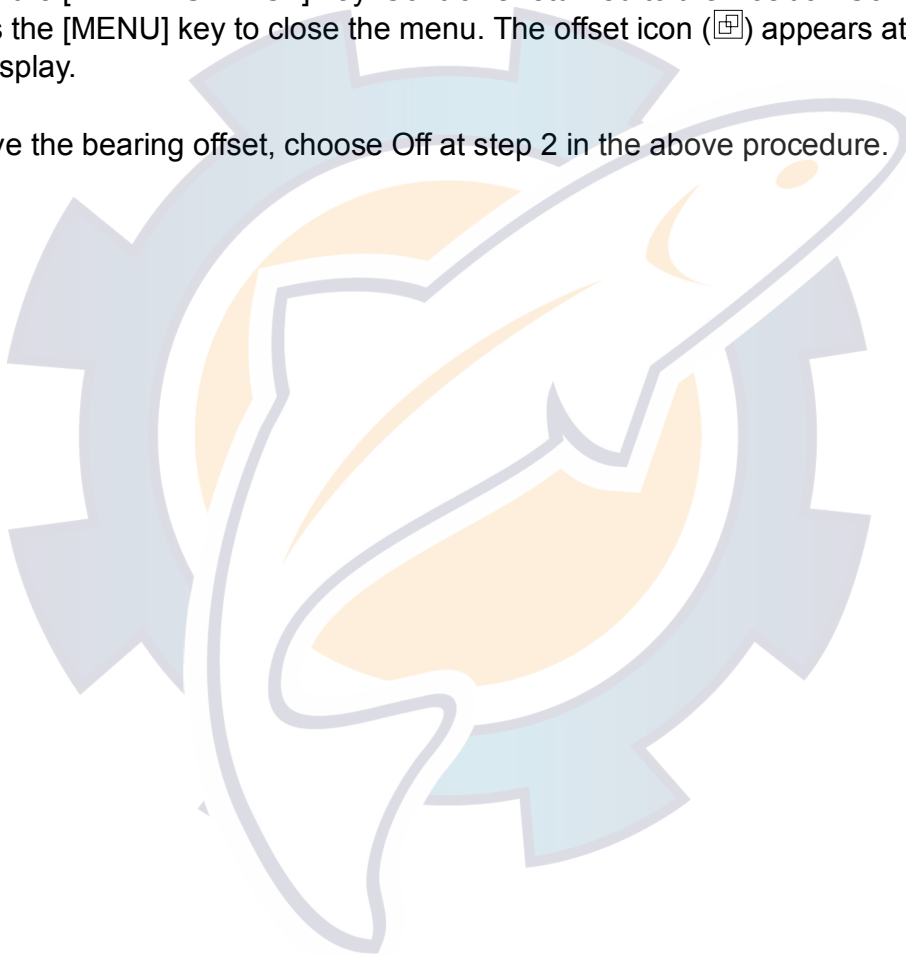 s the [MENU] key to close the menu. The offset icon () appears at
splay.
ve the bearing offset, choose Off at step 2 in the above procedure.